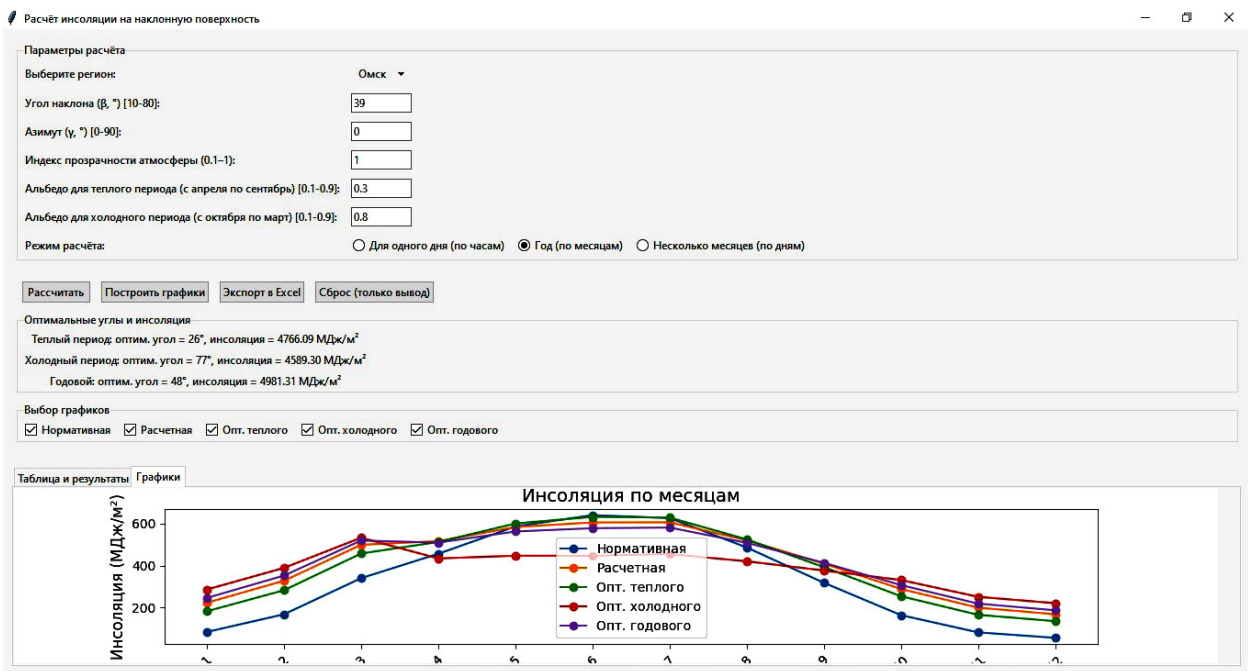 Расчёт инсоляции на наклонную поверхность
Параметры расчёта
Выберите регион: Омск
Угол наклона (β, °) [10-80]: 39
Азимут (γ, °) [0-90]: 0
Индекс прозрачности атмосферы (0.1–1): 1
Альбедо для теплого периода (с апреля по сентябрь) [0.1-0.9]: 0.3
Альбедо для холодного периода (с октября по март) [0.1-0.9]: 0.8
Режим расчёта: Для одного дня (по часам) Год (по месяцам) Несколько месяцев (по дням)
Рассчитать Построить графики Экспорт в Excel Сброс (только вывод)
Оптимальные углы и инсоляция
Теплый период: оптим. угол = 26°, инсоляция = 4766.09 МДж/м²
Холодный период: оптим. угол = 77°, инсоляция = 4589.30 МДж/м²
Годовой: оптим. угол = 48°, инсоляция = 4981.31 МДж/м²
Выбор графиков
Нормативная Расчетная Опт. теплого Опт. холодного Опт. годового
Таблица и результаты Графики
Инсоляция по месяцам
Инсоляция (МДж/м²)
600
400
200
Нормативная
Расчетная
Опт. теплого
Опт. холодного
Опт. годового